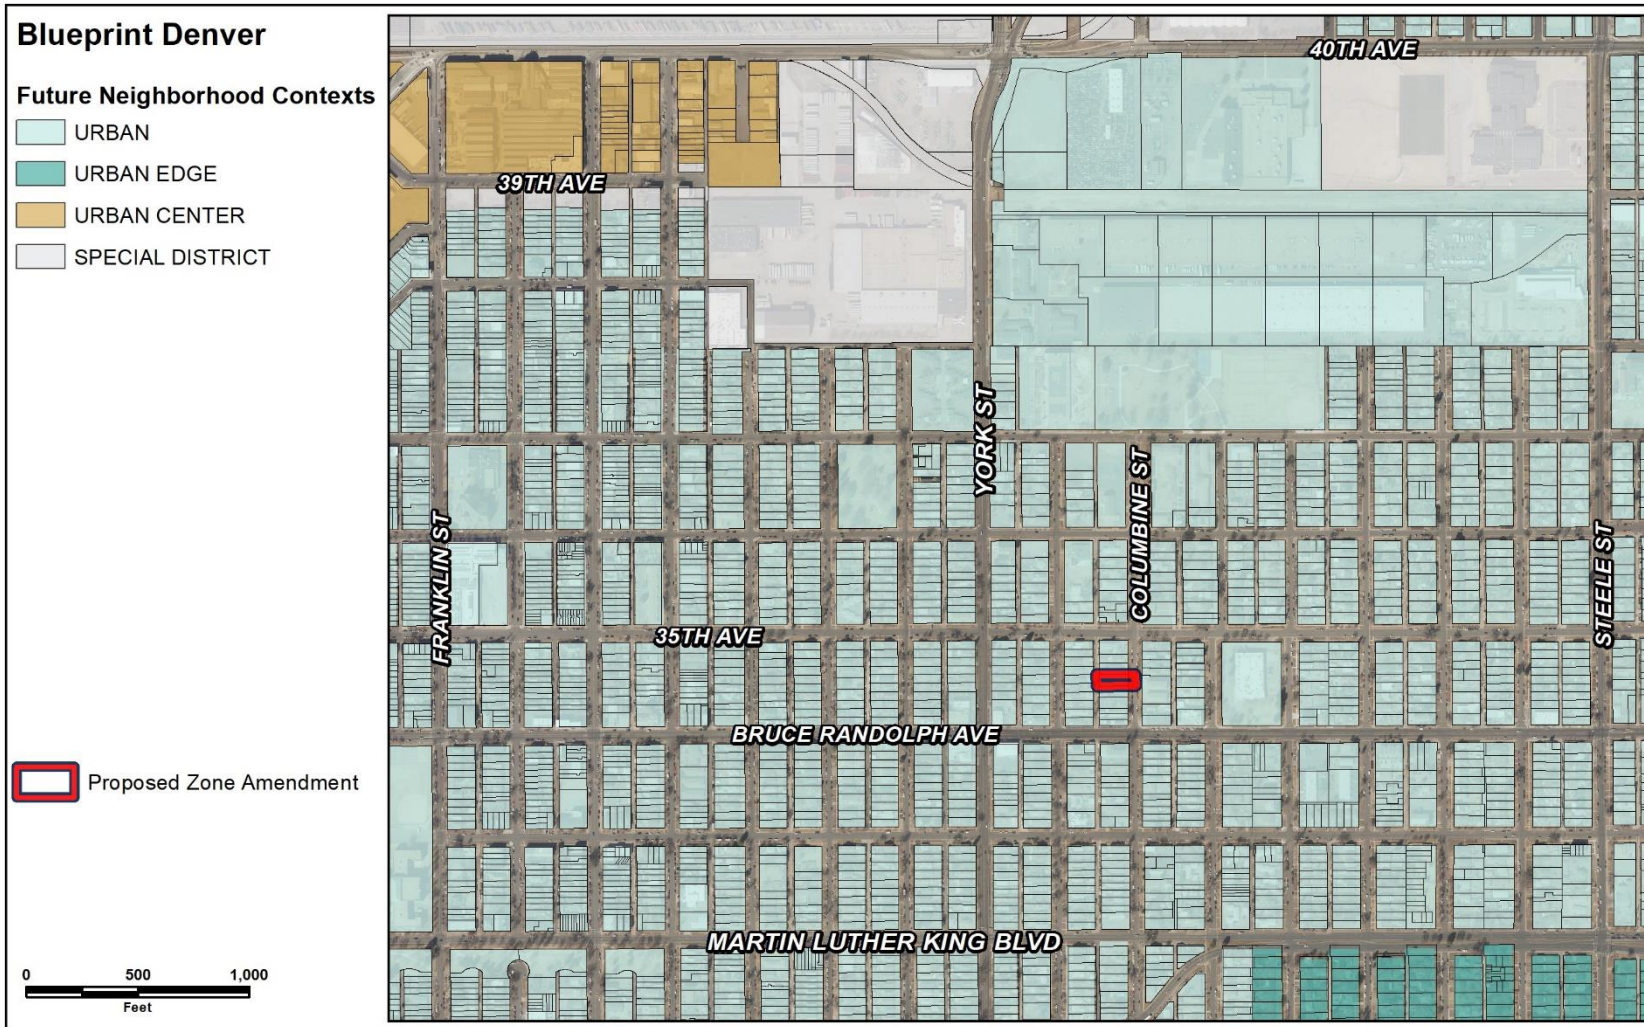 Blueprint Denver
Future Neighborhood Contexts
URBAN
URBAN EDGE
URBAN CENTER
SPECIAL DISTRICT
Proposed Zone Amendment
0 500 1,000
Feet
40TH AVE
39TH AVE
YORK ST
COLUMBINE ST
FRANKLIN ST
STEELE ST
35TH AVE
BRUCE RANDOLPH AVE
MARTIN LUTHER KING BLVD